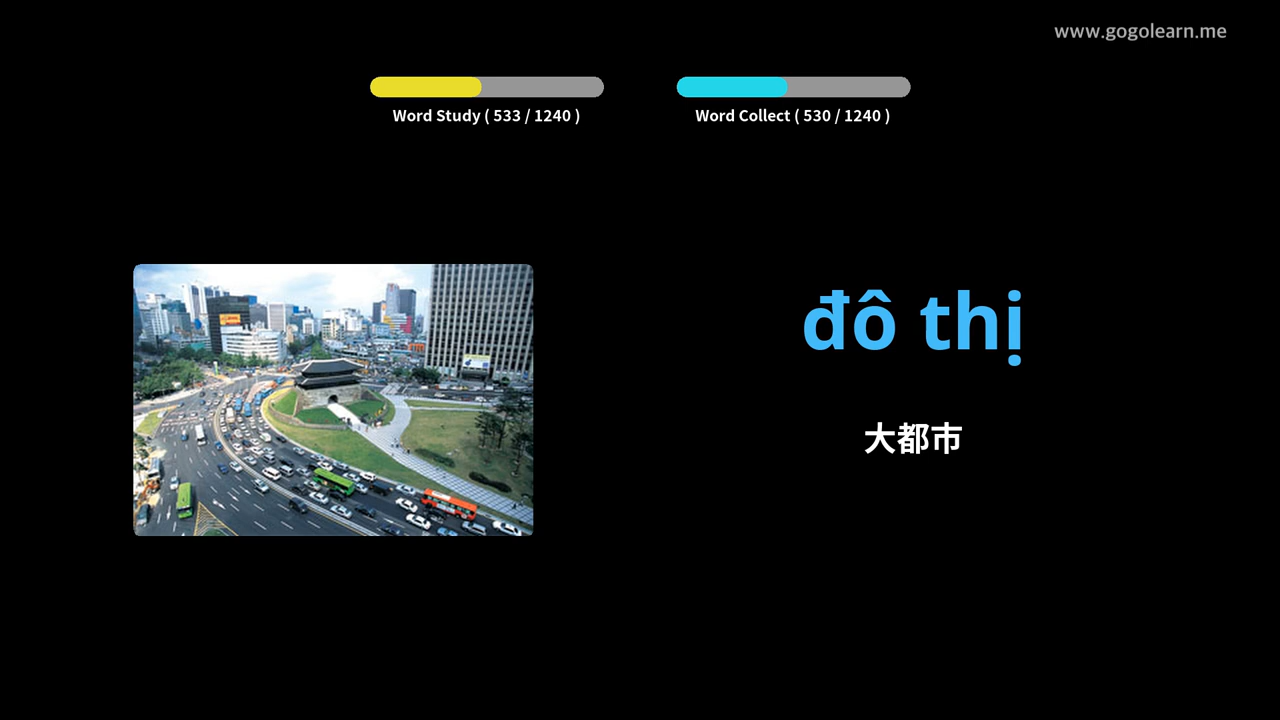 www.gogolearn.me
Word Study ( 533 / 1240 )
Word Collect ( 530 / 1240 )
đô thị
大都市